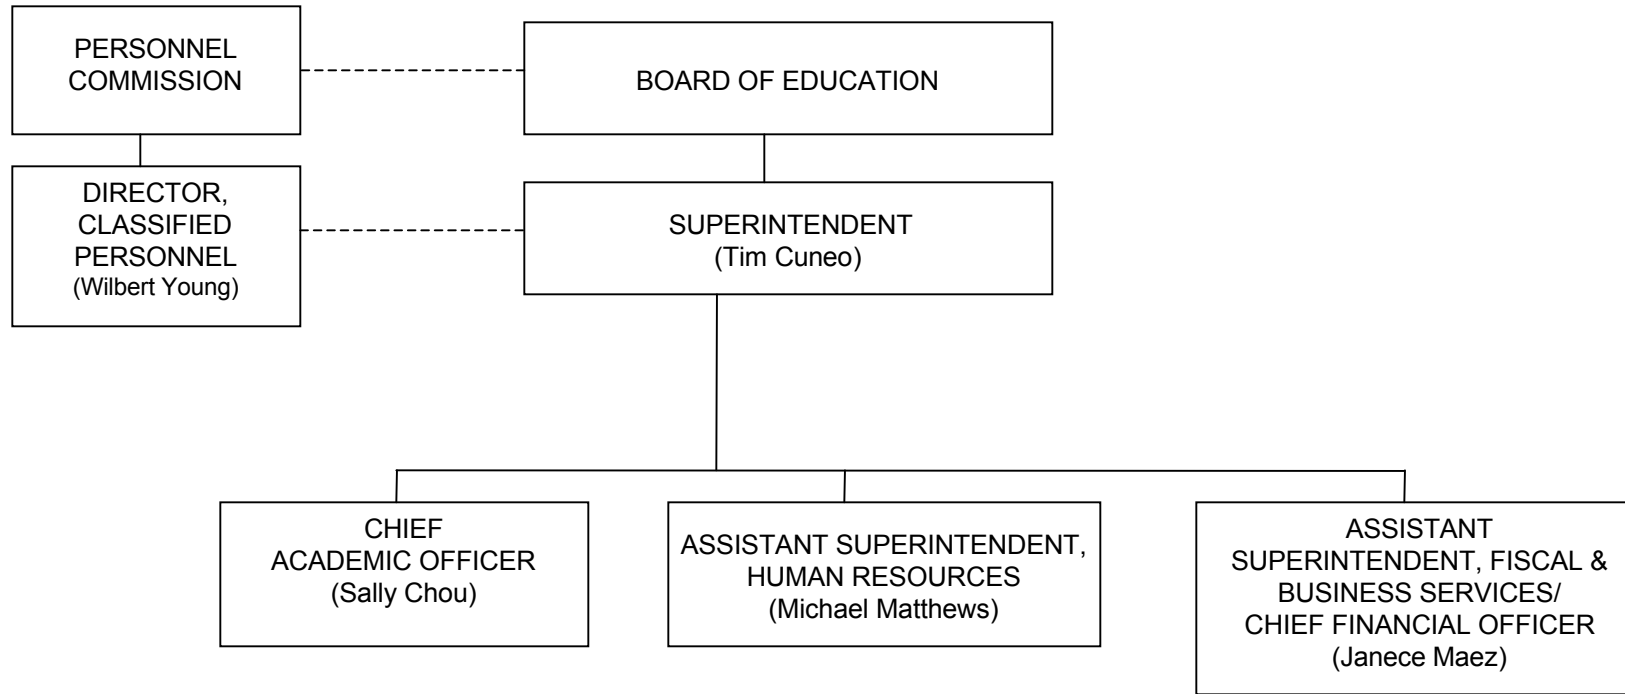 PERSONNEL
COMMISSION
BOARD OF EDUCATION
DIRECTOR,
CLASSIFIED
PERSONNEL
(Wilbert Young)
SUPERINTENDENT
(Tim Cuneo)
CHIEF
ACADEMIC OFFICER
(Sally Chou)
ASSISTANT SUPERINTENDENT,
HUMAN RESOURCES
(Michael Matthews)
ASSISTANT
SUPERINTENDENT, FISCAL &
BUSINESS SERVICES/
CHIEF FINANCIAL OFFICER
(Janece Maez)